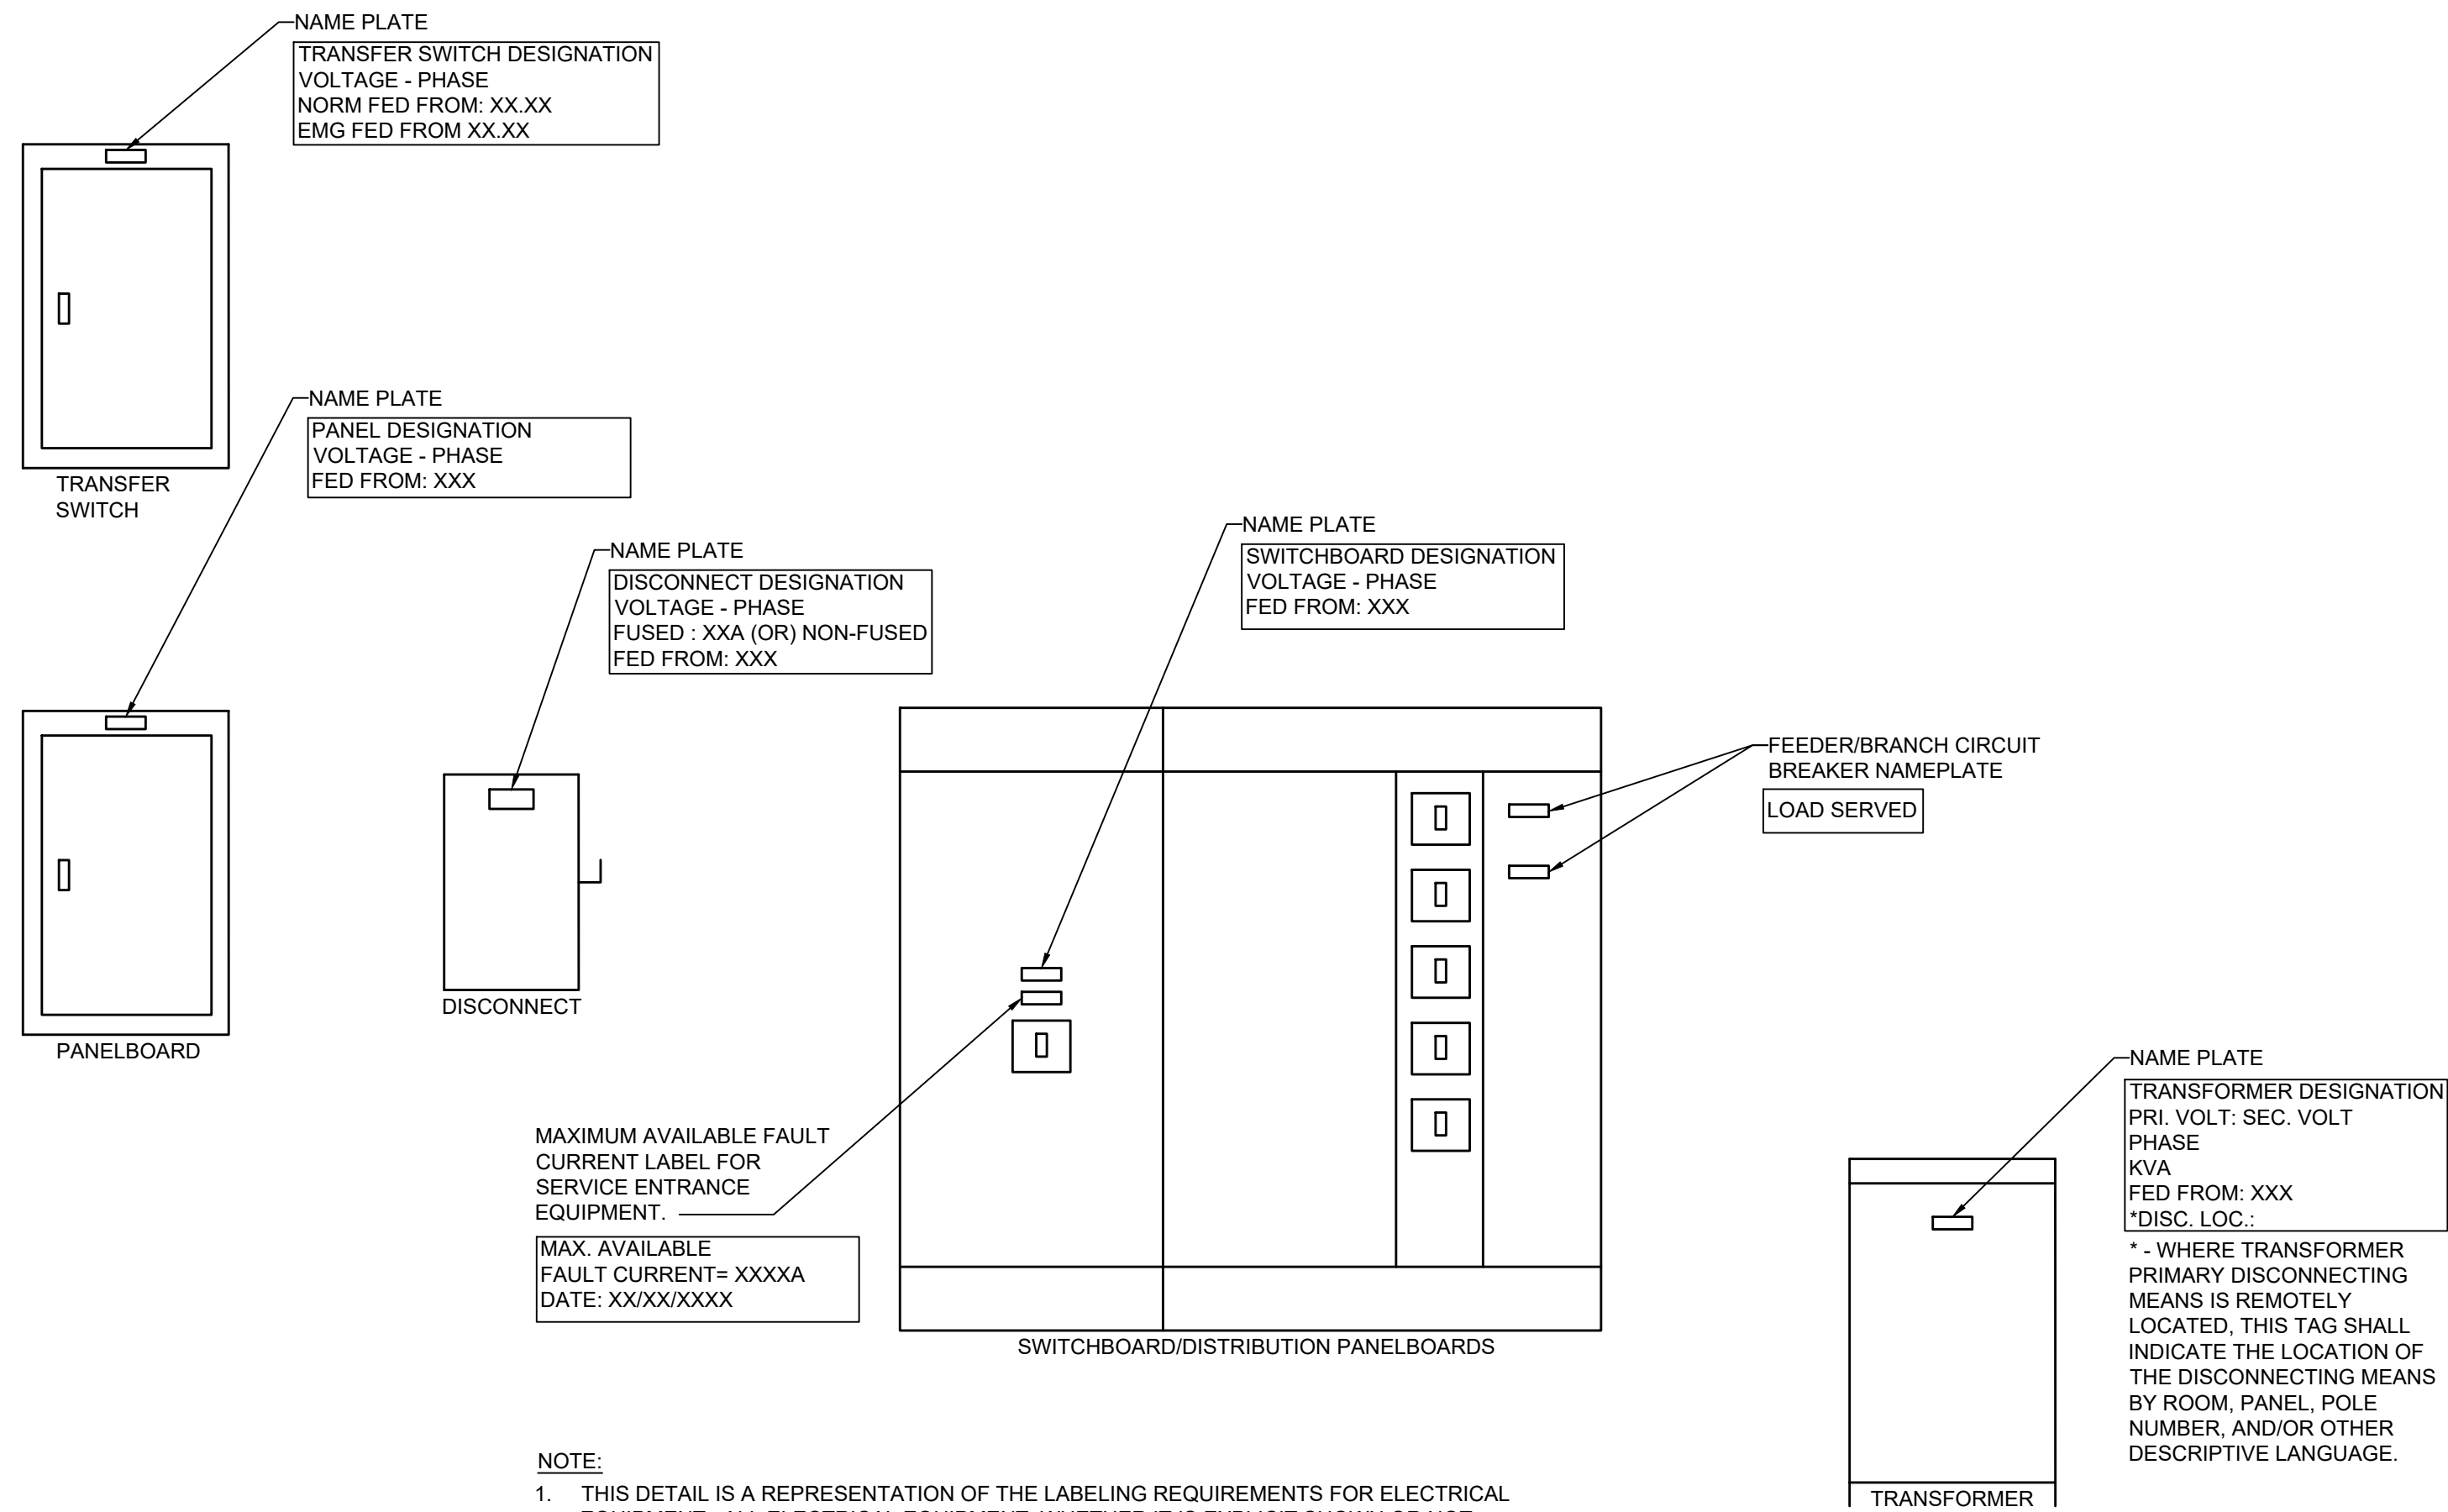 NAME PLATE
TRANSFER SWITCH DESIGNATION
VOLTAGE - PHASE
NORM FED FROM: XX.XX
EMG FED FROM XX.XX
TRANSFER
SWITCH
NAME PLATE
PANEL DESIGNATION
VOLTAGE - PHASE
FED FROM: XXX
PANELBOARD
NAME PLATE
DISCONNECT DESIGNATION
VOLTAGE - PHASE
FUSED : XXA (OR) NON-FUSED
FED FROM: XXX
DISCONNECT
NAME PLATE
SWITCHBOARD DESIGNATION
VOLTAGE - PHASE
FED FROM: XXX
FEEDER/BRANCH CIRCUIT
BREAKER NAMEPLATE
LOAD SERVED
MAXIMUM AVAILABLE FAULT
CURRENT LABEL FOR
SERVICE ENTRANCE
EQUIPMENT.
MAX. AVAILABLE
FAULT CURRENT= XXXXA
DATE: XX/XX/XXXX
SWITCHBOARD/DISTRIBUTION PANELBOARDS
NAME PLATE
TRANSFORMER DESIGNATION
PRI. VOLT: SEC. VOLT
PHASE
KVA
FED FROM: XXX
*DISC. LOC.:
* - WHERE TRANSFORMER
PRIMARY DISCONNECTING
MEANS IS REMOTELY
LOCATED, THIS TAG SHALL
INDICATE THE LOCATION OF
THE DISCONNECTING MEANS
BY ROOM, PANEL, POLE
NUMBER, AND/OR OTHER
DESCRIPTIVE LANGUAGE.
TRANSFORMER
NOTE:
1. THIS DETAIL IS A REPRESENTATION OF THE LABELING REQUIREMENTS FOR ELECTRICAL